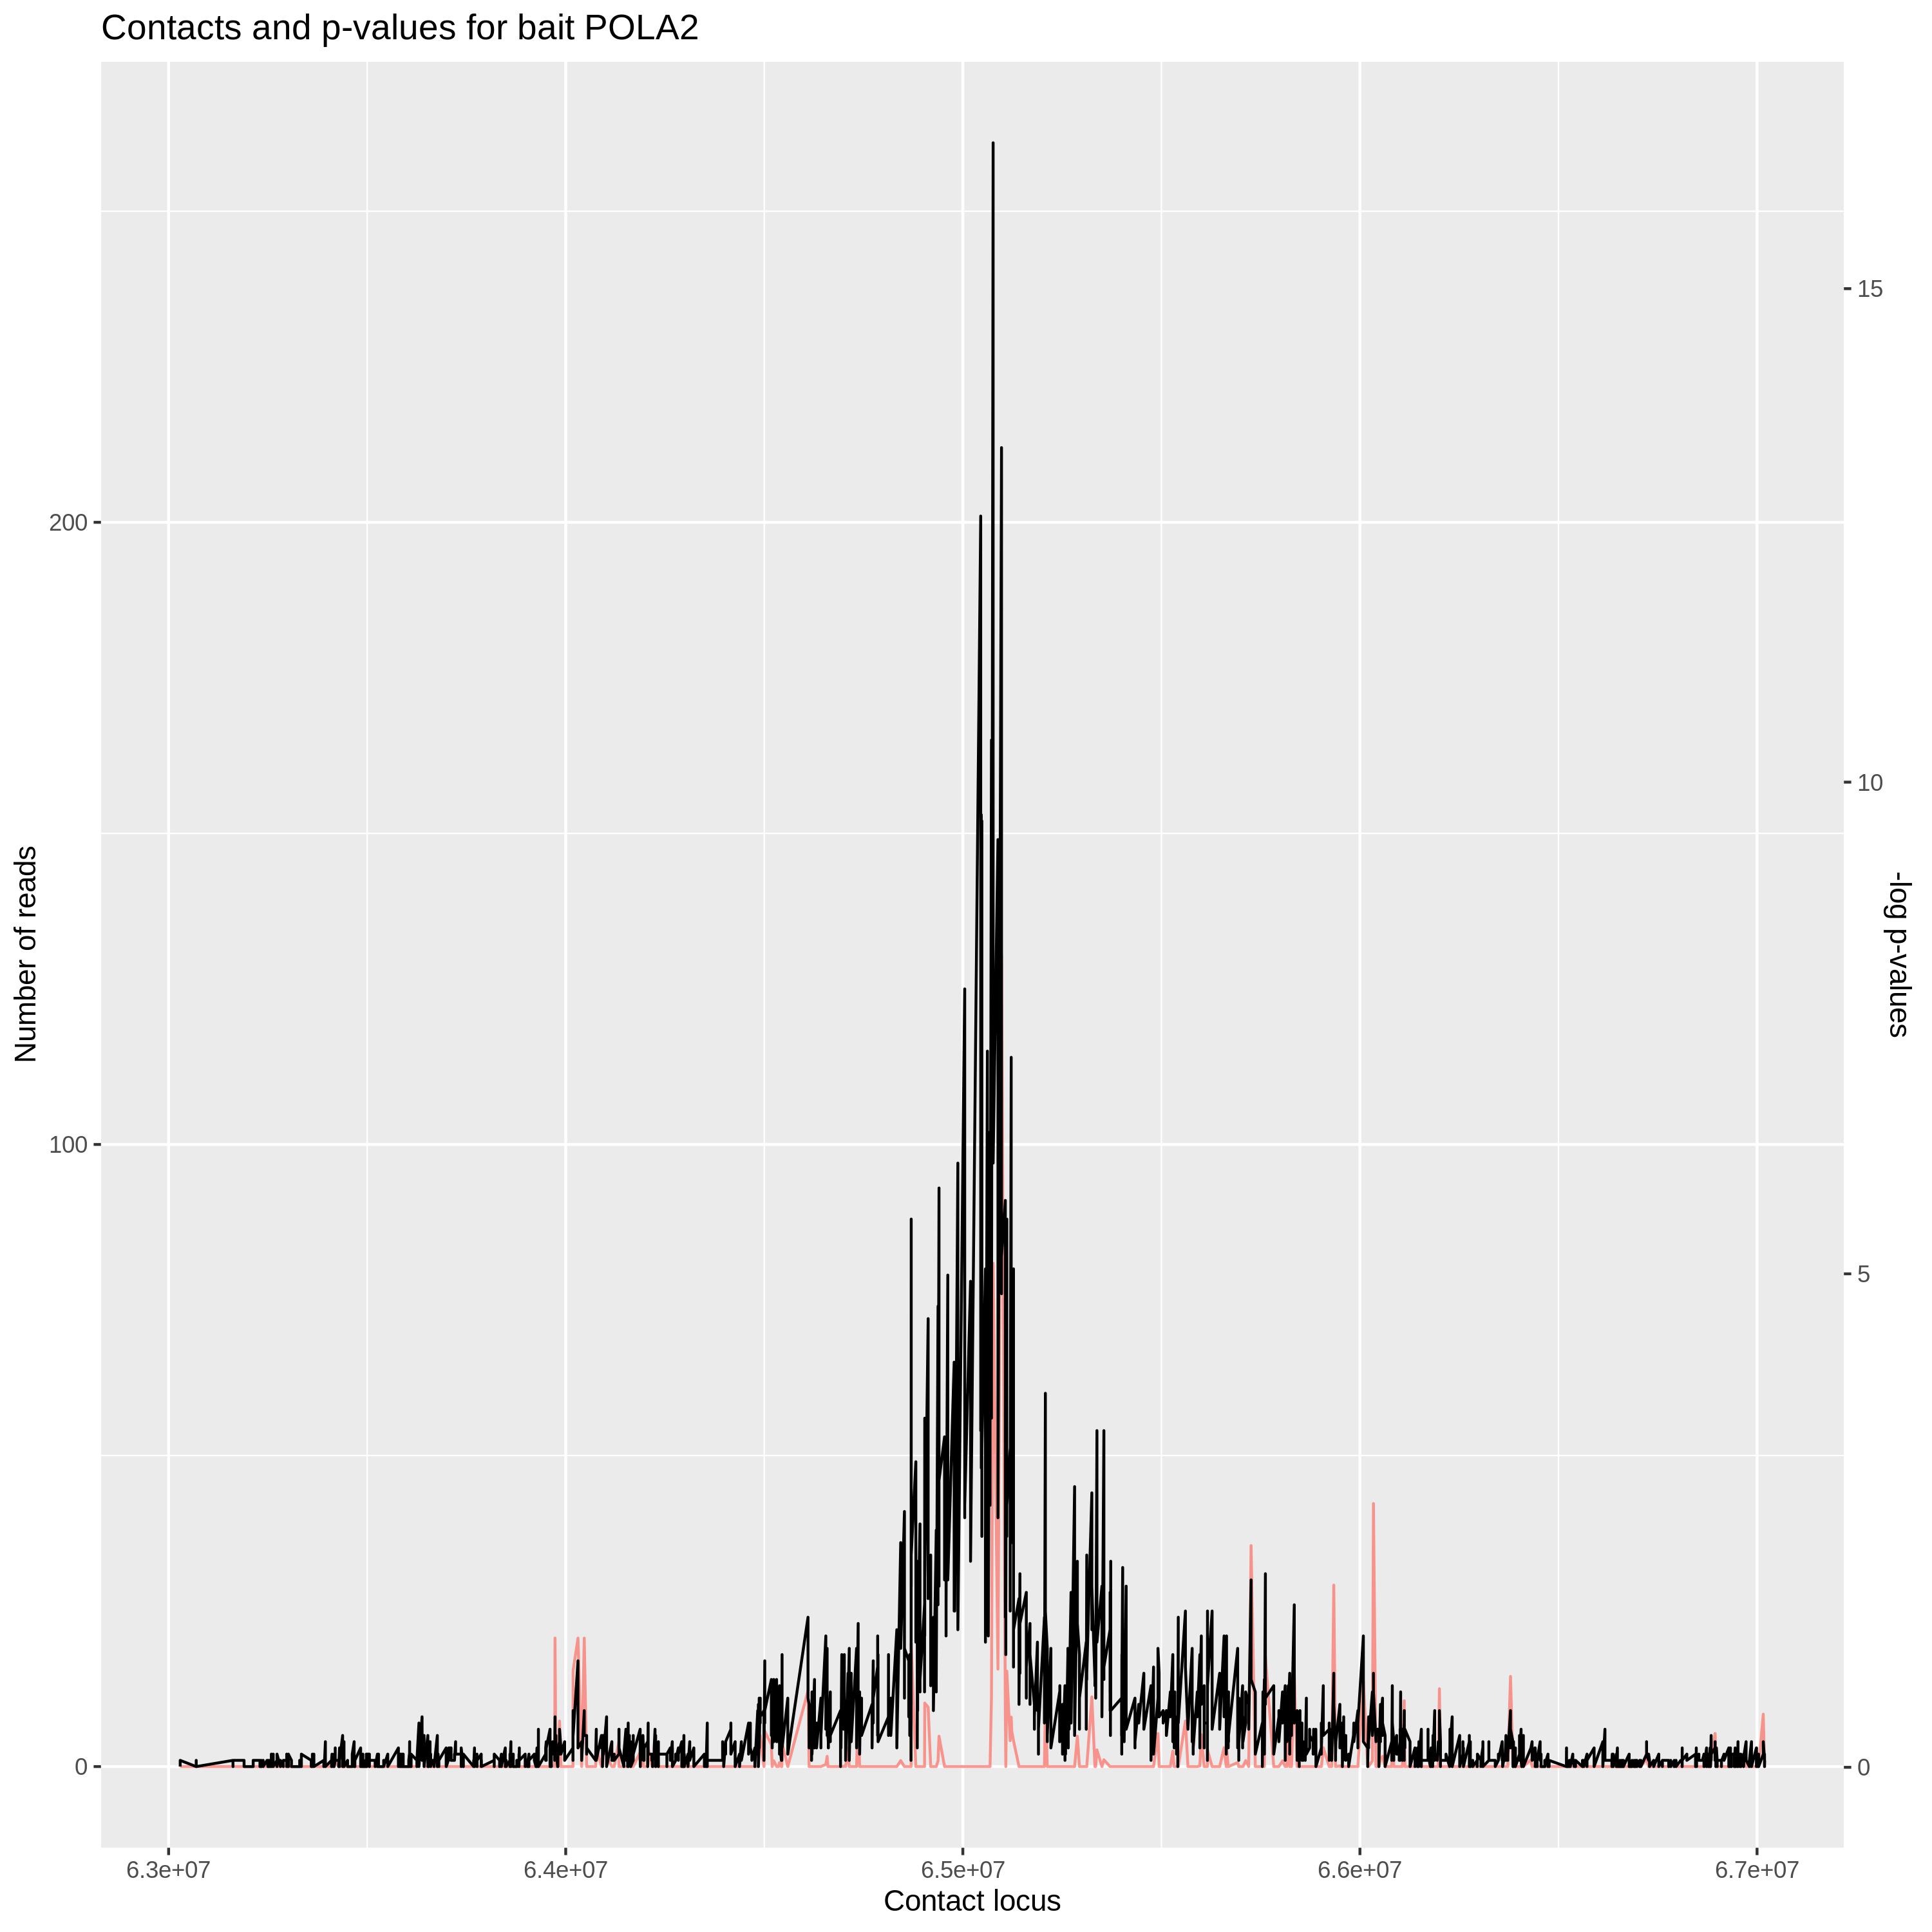 Contacts and p-values for bait POLA2
Number of reads
200
100
0
15
10
5
0
-log p-values
6.3e+07
6.4e+07
6.5e+07
6.6e+07
6.7e+07
Contact locus